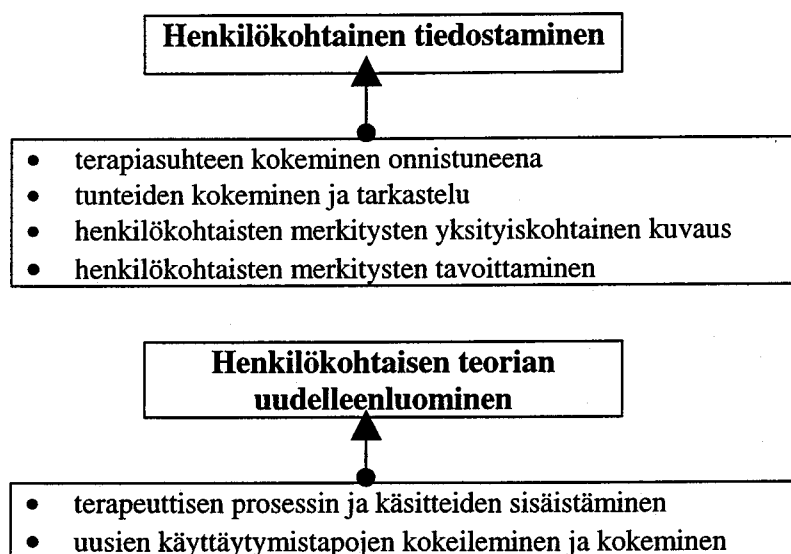 Henkilökohtainen tiedostaminen
• terapiasuhteen kokeminen onnistuneena
• tunteiden kokeminen ja tarkastelu
• henkilökohtaisten merkitysten yksityiskohtainen kuvaus
• henkilökohtaisten merkitysten tavoittaminen
Henkilökohtaisen teorian
uudelleenluominen
• terapeuttisen prosessin ja käsitteiden sisäistäminen
• uusien käyttäytymistapojen kokeileminen ja kokeminen